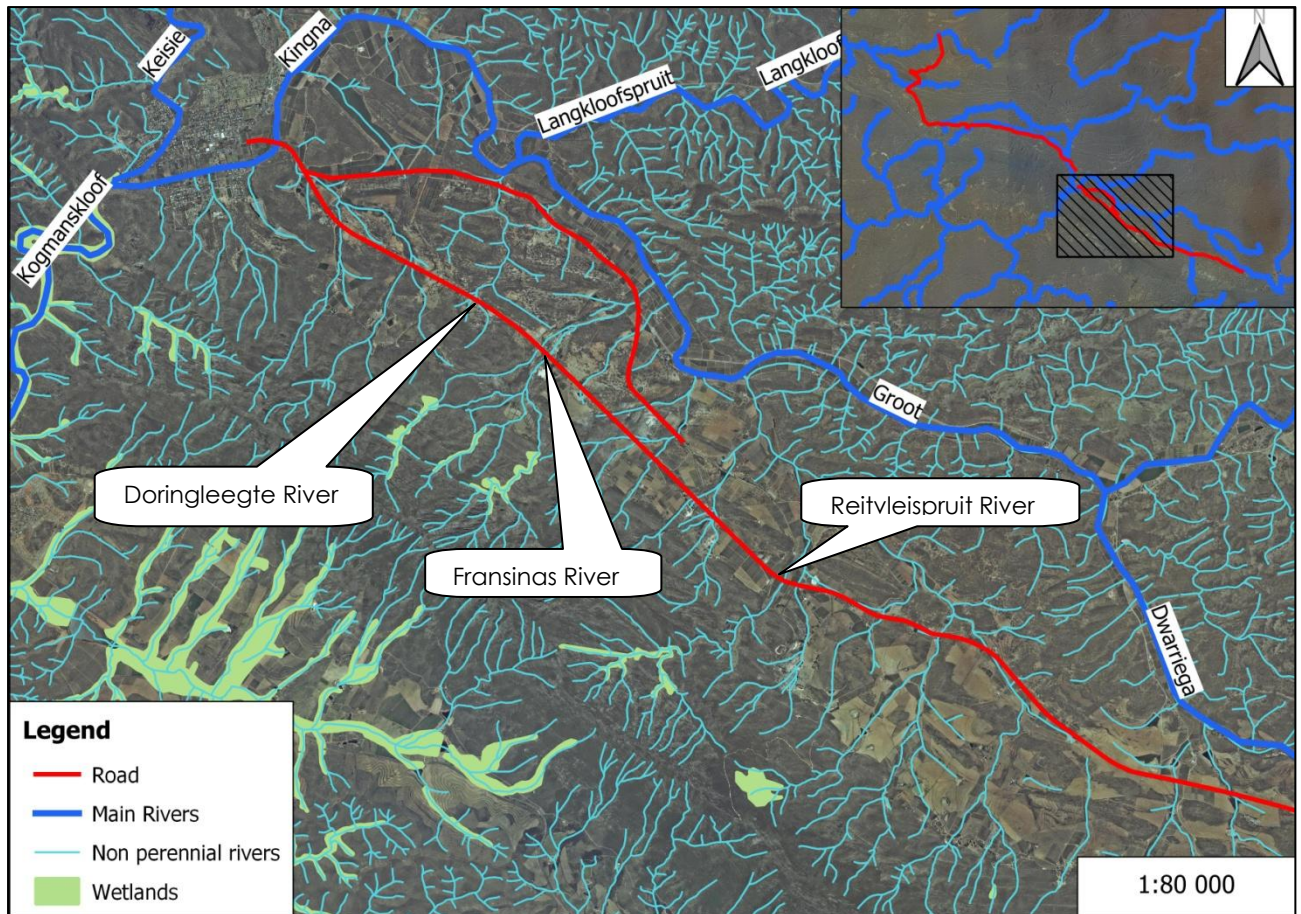 Keisie
Kingna
Langkloofspruit
Langkloof
N
Kogmanskloof
Groot
Doringleegte River
Reitvleispruit River
Fransinas River
Dwarriega
Legend
Road
Main Rivers
Non perennial rivers
Wetlands
1:80 000